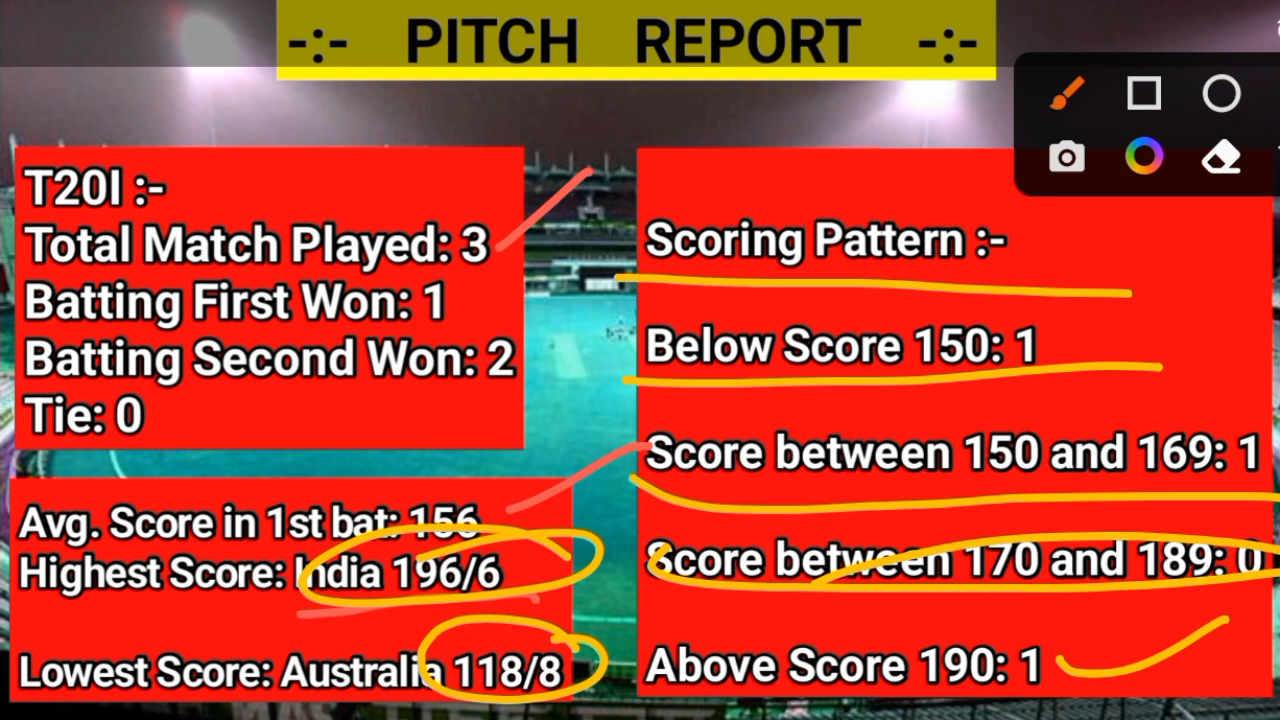 -:- PITCH REPORT -:-
T20I :-
Total Match Played: 3
Batting First Won: 1
Batting Second Won: 2
Tie: 0
Avg. Score in 1st bat: 156
Highest Score: India 196/6
Lowest Score: Australia 118/8
Scoring Pattern :-
Below Score 150: 1
Score between 150 and 169: 1
Score between 170 and 189: 0
Above Score 190: 1